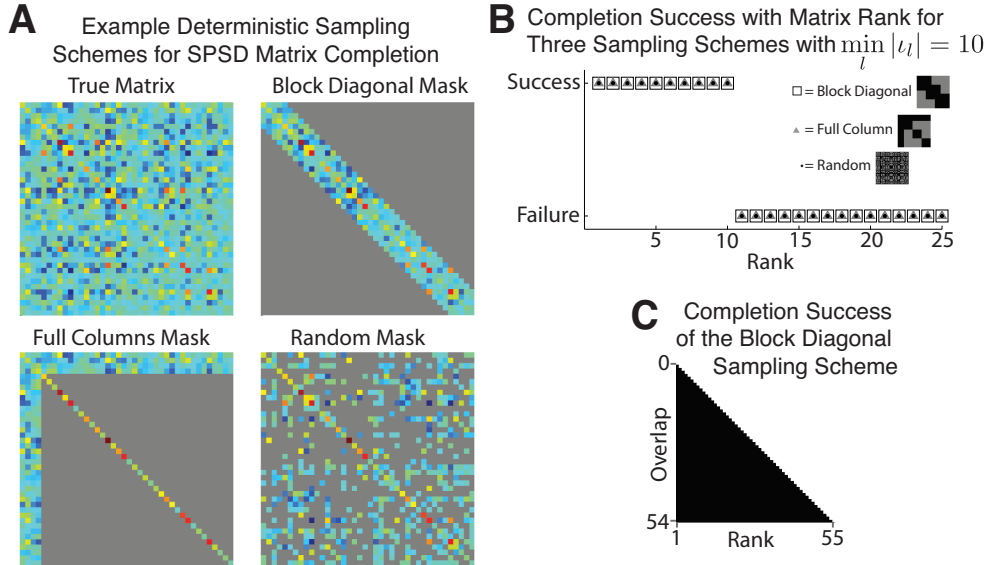 A
Example Deterministic Sampling
Schemes for SPSD Matrix Completion
True Matrix
Block Diagonal Mask
Full Columns Mask
Random Mask
B
Completion Success with Matrix Rank for
Three Sampling Schemes with min_l |ι_l| = 10
Success
Failure
= Block Diagonal
= Full Column
= Random
5
10
15
20
25
Rank
C
Completion Success
of the Block Diagonal
Sampling Scheme
0
Overlap
54
1
Rank
55